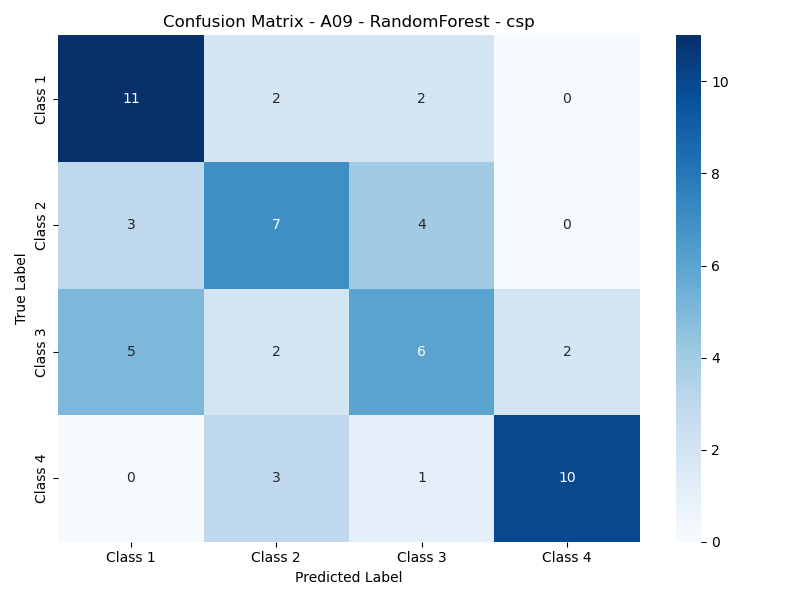 Confusion Matrix - A09 - RandomForest - csp
True Label
Class 1
11 2 2 0
Class 2
3 7 4 0
Class 3
5 2 6 2
Class 4
0 3 1 10
Class 1 Class 2 Class 3 Class 4
Predicted Label
10
8
6
4
2
0